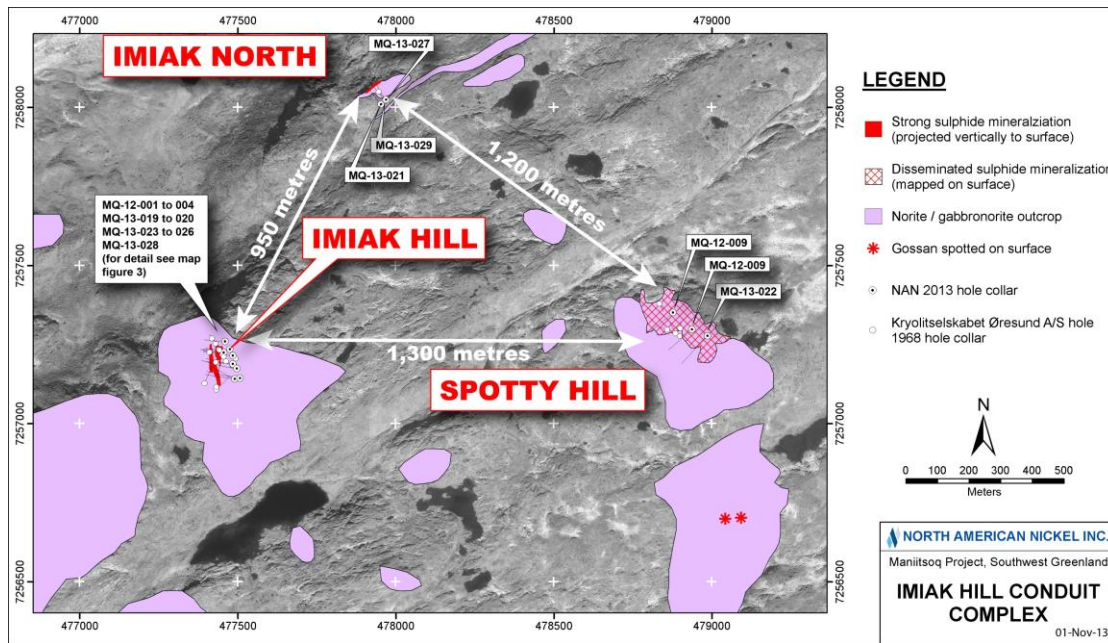 477000
477500
478000
478500
479000
IMIAK NORTH
MQ-13-027
MQ-13-029
MQ-13-021
7258000
7258000
950 metres
1,200 metres
MQ-12-001 to 004
MQ-13-019 to 020
MQ-13-023 to 026
MQ-13-028
(for detail see map
figure 3)
IMIAK HILL
MQ-12-009
MQ-12-009
MQ-13-022
7257500
7257500
1,300 metres
SPOTTY HILL
7257000
7257000
7256500
7256500
477000
477500
478000
478500
479000
LEGEND
Strong sulphide mineralziation
(projected vertically to surface)
Disseminated sulphide mineralization
(mapped on surface)
Norite / gabbronorite outcrop
Gossan spotted on surface
NAN 2013 hole collar
Kryolitselskabet Øresund A/S hole
1968 hole collar
N
0 100 200 300 400 500
Meters
NORTH AMERICAN NICKEL INC.
Maniitsoq Project, Southwest Greenland
IMIAK HILL CONDUIT
COMPLEX
01-Nov-13